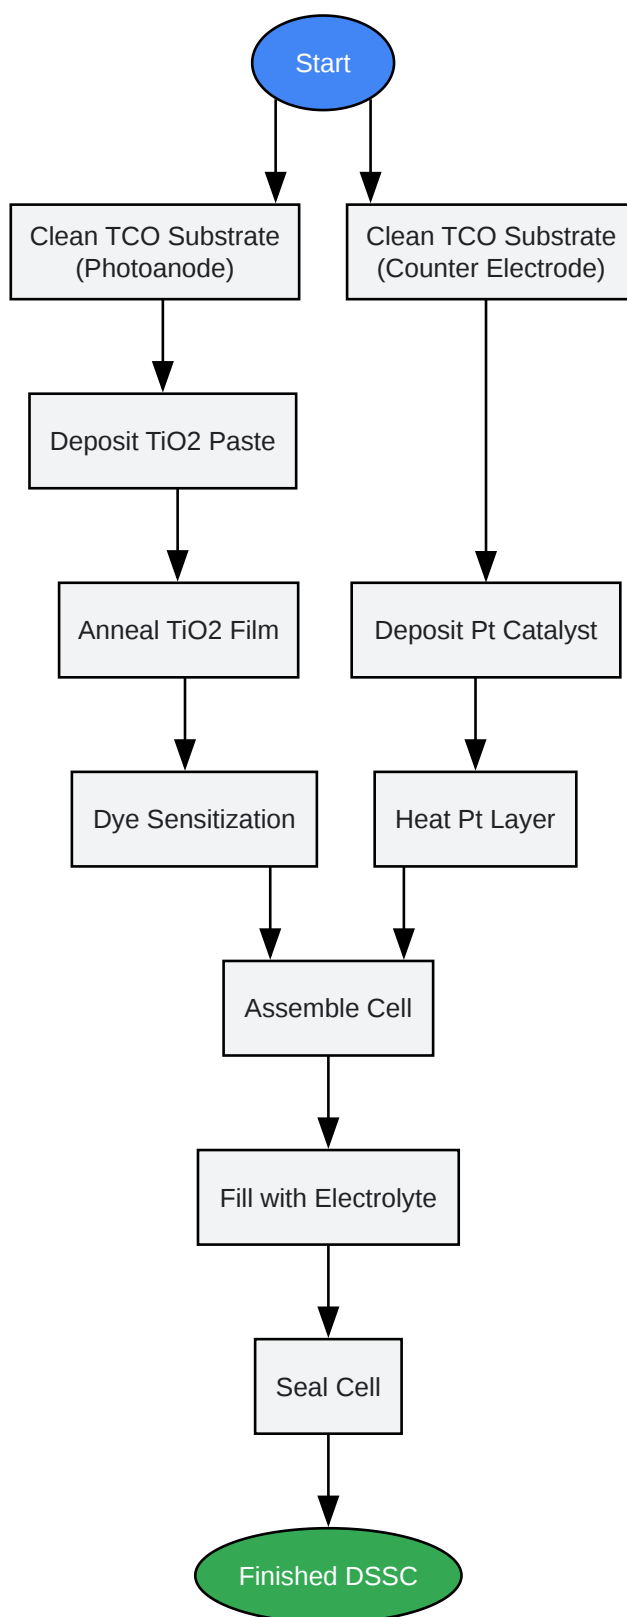 Start
Clean TCO Substrate
(Photoanode)
Clean TCO Substrate
(Counter Electrode)
Deposit TiO2 Paste
Anneal TiO2 Film
Deposit Pt Catalyst
Dye Sensitization
Heat Pt Layer
Assemble Cell
Fill with Electrolyte
Seal Cell
Finished DSSC